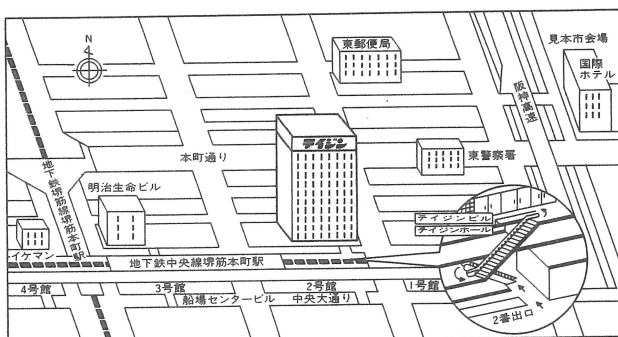 見本市会場
N
東郵便局
国際
ホテル
阪神高速
テイジン
本町通り
東警察署
地下鉄堺筋線堺筋本町駅
明治生命ビル
テイジンビル
テイジンホール
イケマン
地下鉄中央線堺筋本町駅
4号館
3号館
2号館
1号館
船場センタービル
中央大通り
2番出口